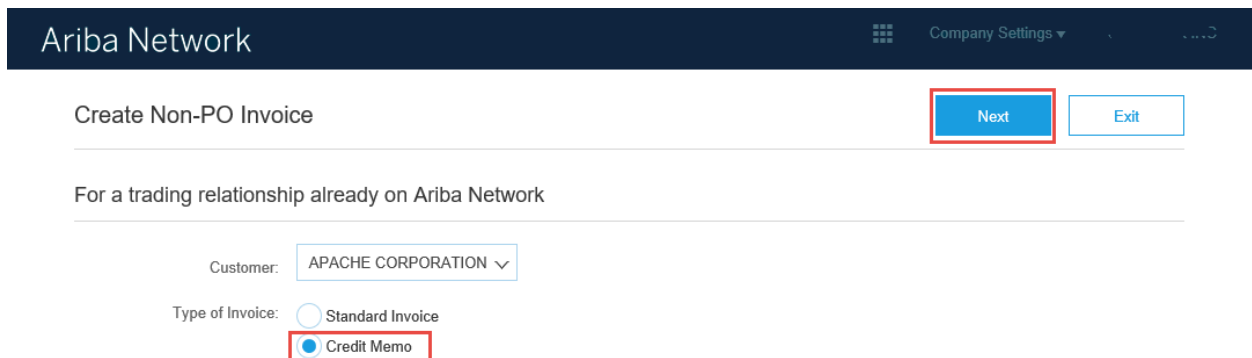 Ariba Network
Company Settings
Create Non-PO Invoice
Next
Exit
For a trading relationship already on Ariba Network
Customer: APACHE CORPORATION
Type of Invoice: Standard Invoice
Credit Memo